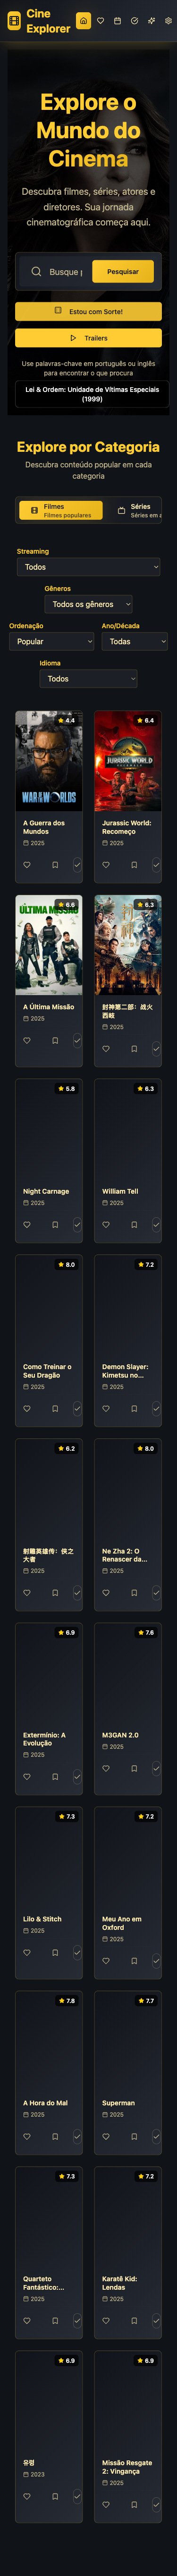 Cine
Explorer
Explore o
Mundo do
Cinema
Descubra filmes, séries, atores e
diretores. Sua jornada
cinematográfica começa aqui.
Busque
Pesquisar
Estou com Sorte!
Trailers
Use palavras-chave em português ou inglês
para encontrar o que procura
Lei & Ordem: Unidade de Vítimas Especiais
(1999)
Explore por Categoria
Descubra conteúdo popular em cada
categoria
Filmes
Filmes populares
Séries
Séries em a
Streaming
Todos
Gêneros
Todos os gêneros
Ordenação
Popular
Ano/Década
Todas
Idioma
Todos
4.4
WAR OF THE WORLDS
A Guerra dos
Mundos
2025
6.4
JURASSIC WORLD
Jurassic World:
Recomeço
2025
6.6
ÚLTIMA MISSÃO
A Última Missão
2025
6.3
封神第二部：战火
西岐
2025
5.8
Night Carnage
2025
6.3
William Tell
2025
8.0
Como Treinar o
Seu Dragão
2025
7.2
Demon Slayer:
Kimetsu no...
2025
6.2
射雕英雄传：侠之
大者
2025
8.0
Ne Zha 2: O
Renascer da...
2025
6.9
Extermínio: A
Evolução
2025
7.6
M3GAN 2.0
2025
7.3
Lilo & Stitch
2025
7.2
Meu Ano em
Oxford
2025
7.8
A Hora do Mal
2025
7.7
Superman
2025
7.3
Quarteto
Fantástico:...
2025
7.2
Karatê Kid:
Lendas
2025
6.9
유령
2023
6.9
Missão Resgate
2: Vingança
2025